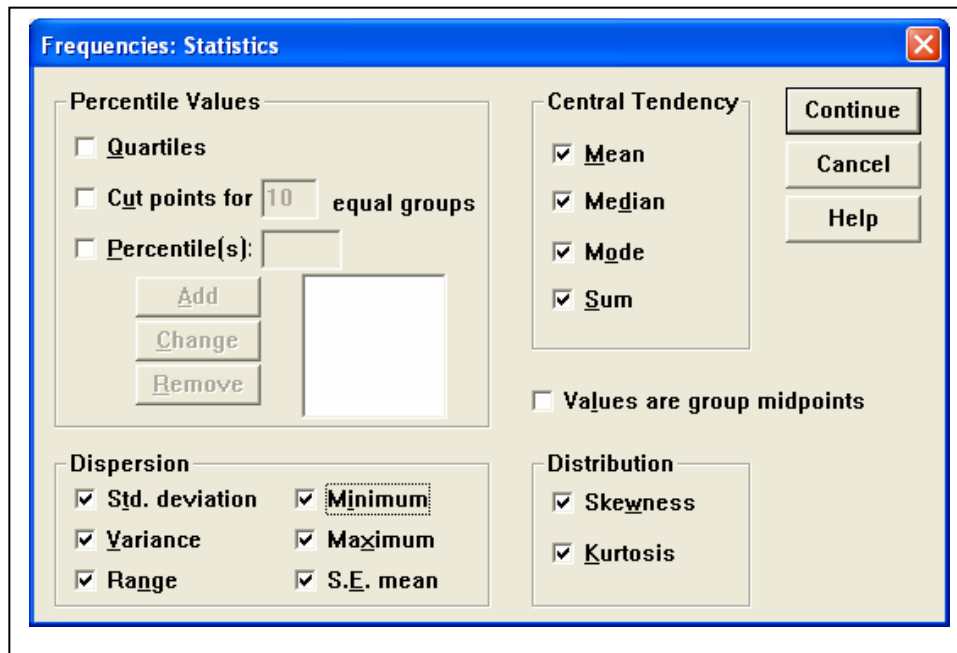 Frequencies: Statistics
Percentile Values
Quartiles
Cut points for 10 equal groups
Percentile(s):
Add
Change
Remove
Central Tendency
Mean
Median
Mode
Sum
Continue
Cancel
Help
Values are group midpoints
Dispersion
Std. deviation
Minimum
Variance
Maximum
Range
S.E. mean
Distribution
Skewness
Kurtosis